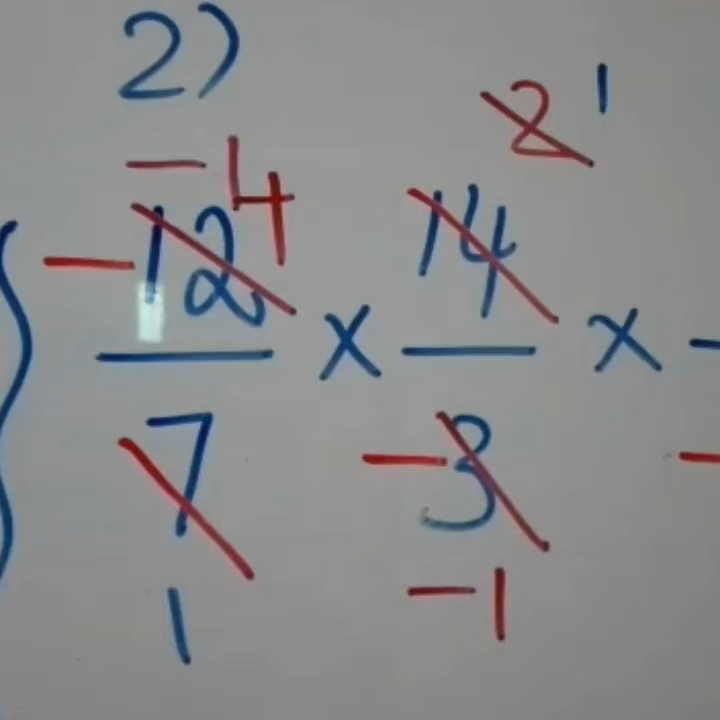 2)
2 1
-4
-12/7 × 14/-3 × -
1 -1